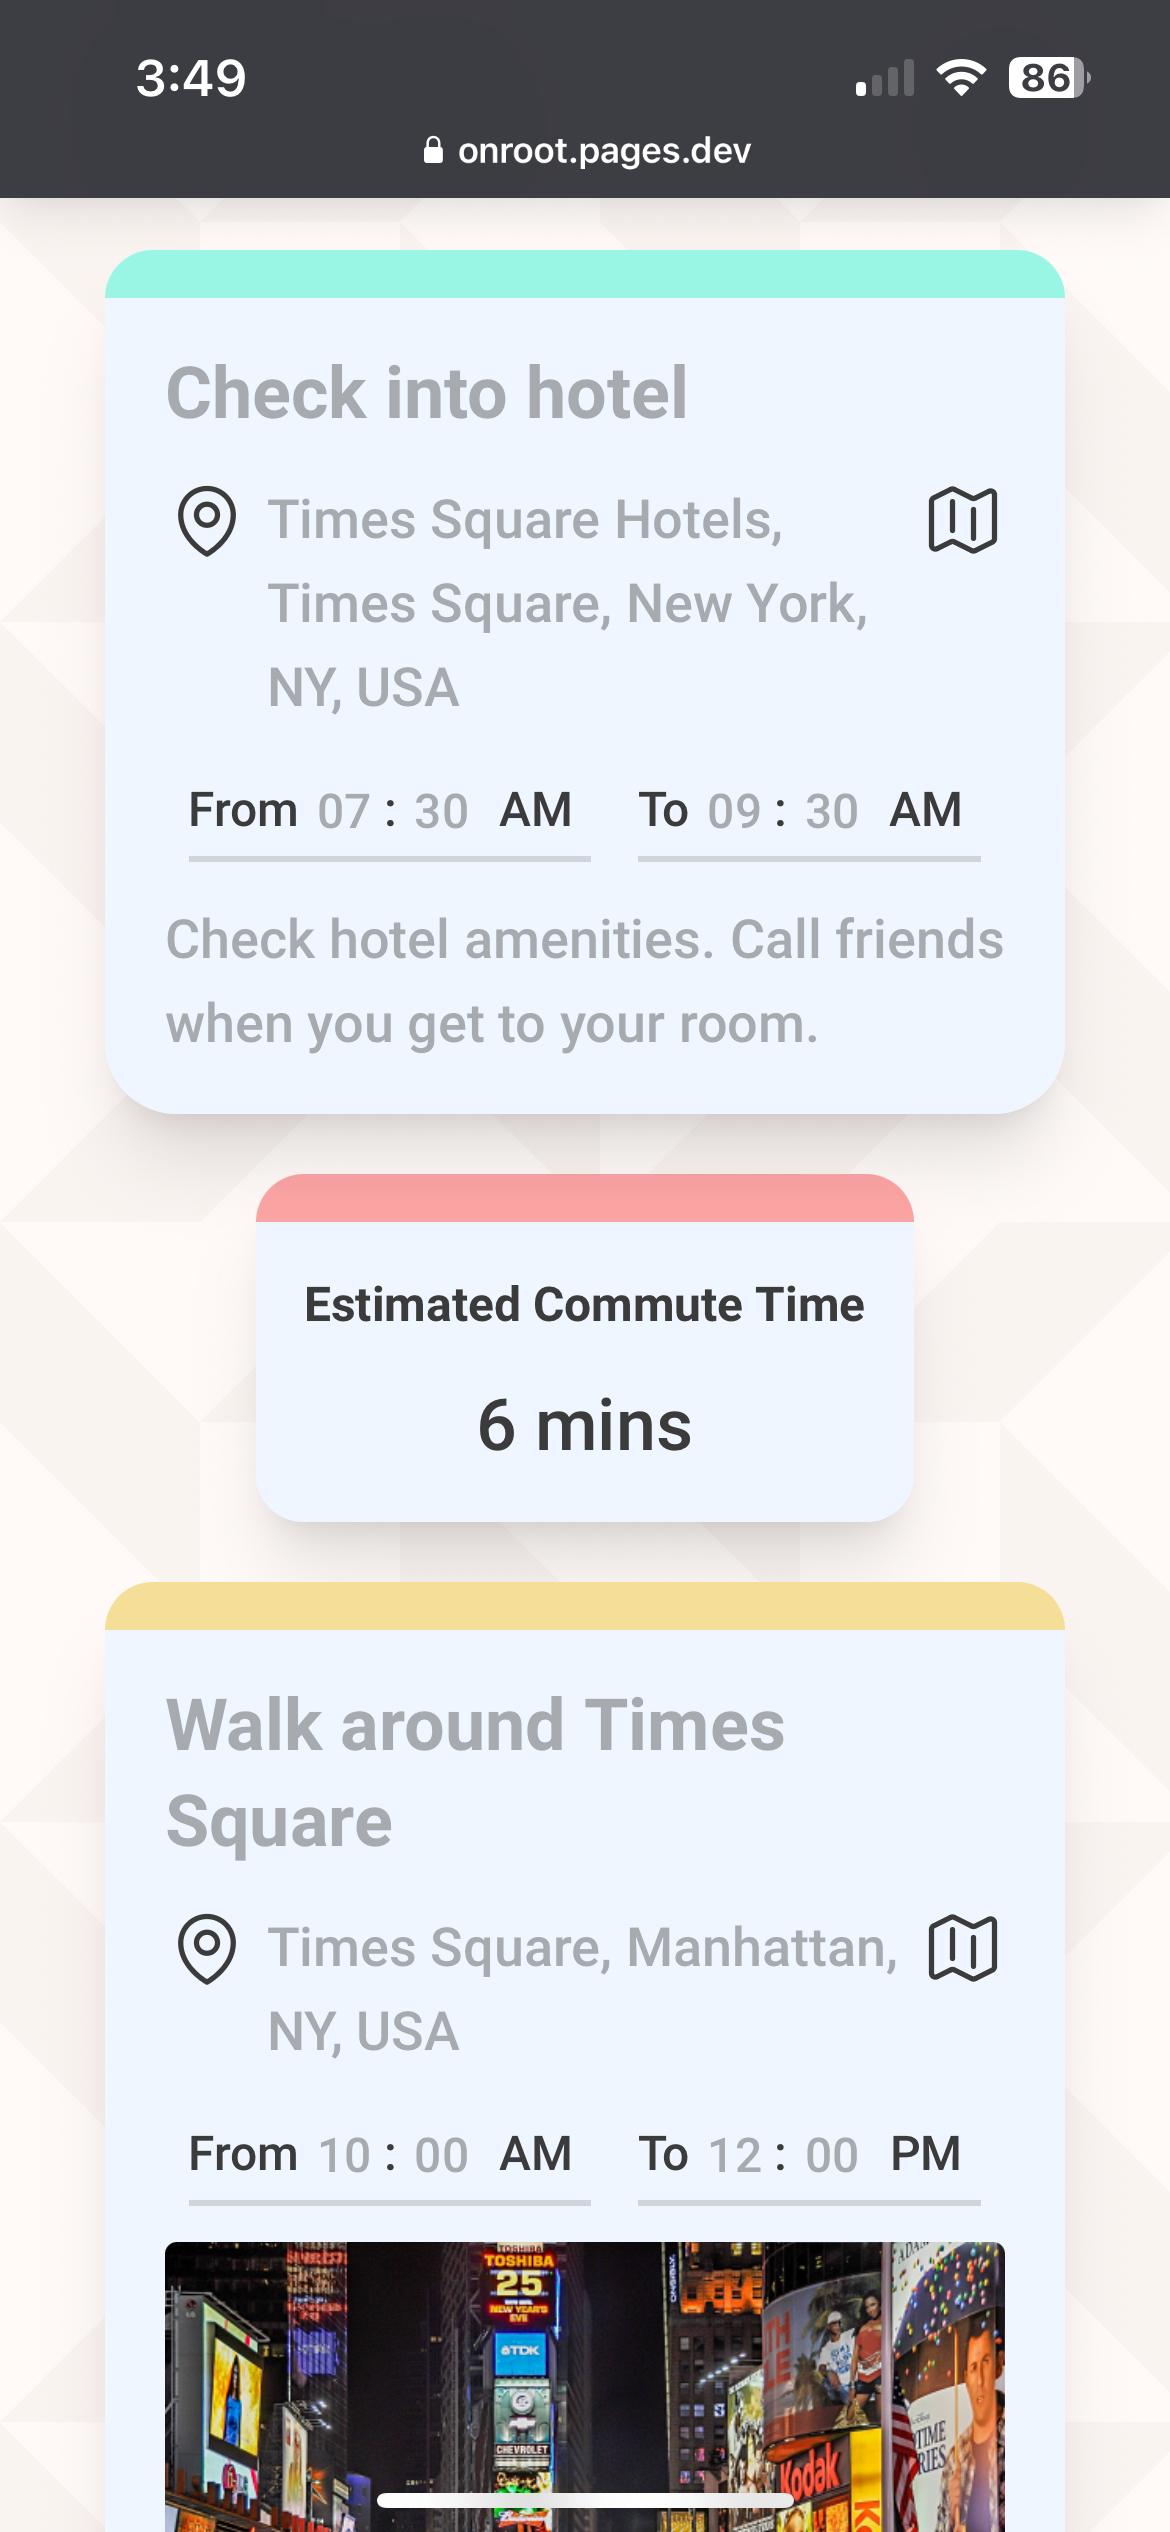 3:49
86
onroot.pages.dev
Check into hotel
Times Square Hotels,
Times Square, New York,
NY, USA
From 07 : 30 AM To 09 : 30 AM
Check hotel amenities. Call friends
when you get to your room.
Estimated Commute Time
6 mins
Walk around Times
Square
Times Square, Manhattan,
NY, USA
From 10 : 00 AM To 12 : 00 PM
TOSHIBA
TOSHIBA
25
NEW YEAR'S
EVE
TDK
CHEVROLET
Kodak
TIME